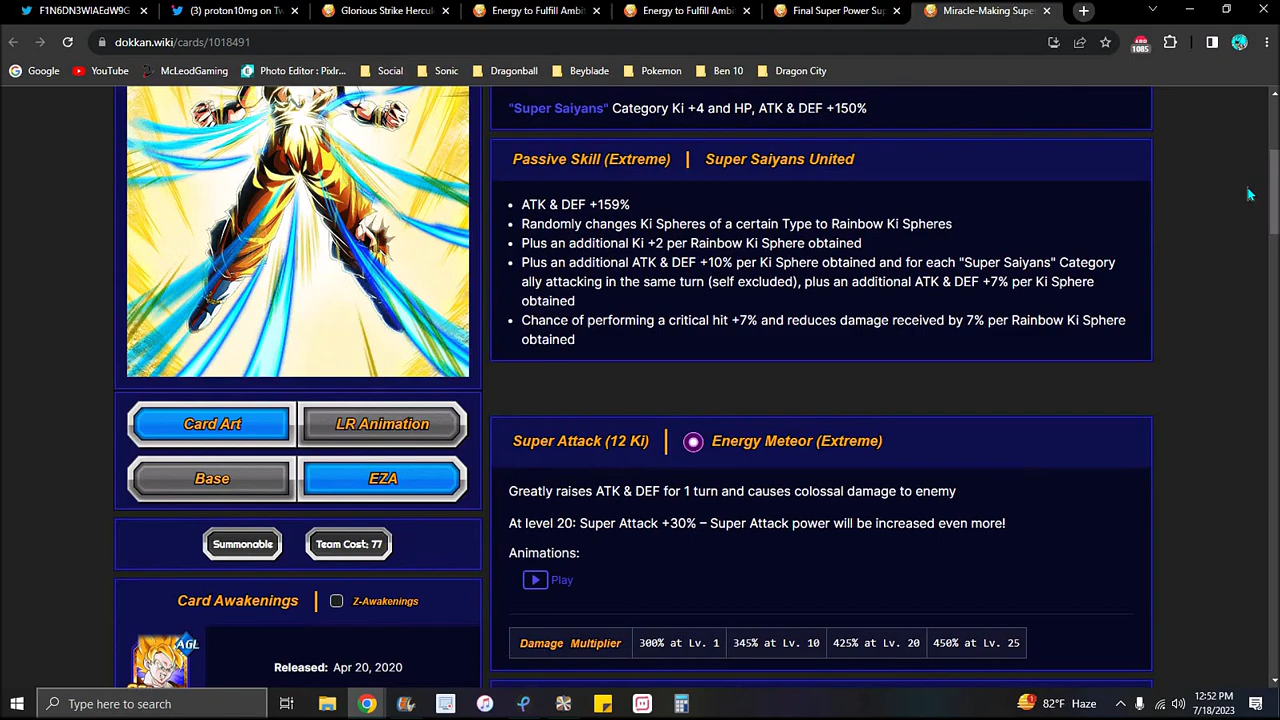 F1N6DN3WIAEdW9G
(3) proton10mg on Tw
Glorious Strike Hercul
Energy to Fulfill Ambit
Energy to Fulfill Ambi
Final Super Power Sup
Miracle-Making Super
dokkan.wiki/cards/1018491
1085
Google YouTube McLeodGaming Photo Editor : Pixlr... Social Sonic Dragonball Beyblade Pokemon Ben 10 Dragon City
"Super Saiyans" Category Ki +4 and HP, ATK & DEF +150%
Passive Skill (Extreme) | Super Saiyans United
ATK & DEF +159%
Randomly changes Ki Spheres of a certain Type to Rainbow Ki Spheres
Plus an additional Ki +2 per Rainbow Ki Sphere obtained
Plus an additional ATK & DEF +10% per Ki Sphere obtained and for each "Super Saiyans" Category
ally attacking in the same turn (self excluded), plus an additional ATK & DEF +7% per Ki Sphere
obtained
Chance of performing a critical hit +7% and reduces damage received by 7% per Rainbow Ki Sphere
obtained
Card Art LR Animation
Base EZA
Summonable Team Cost: 77
Card Awakenings | Z-Awakenings
AGL
Released: Apr 20, 2020
Super Attack (12 Ki) | Energy Meteor (Extreme)
Greatly raises ATK & DEF for 1 turn and causes colossal damage to enemy
At level 20: Super Attack +30% – Super Attack power will be increased even more!
Animations:
Play
Damage Multiplier 300% at Lv. 1 345% at Lv. 10 425% at Lv. 20 450% at Lv. 25
Type here to search
82°F Haze
12:52 PM
7/18/2023